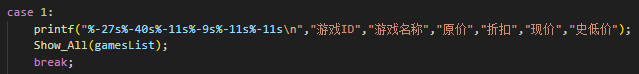 case 1:
printf("%-27s%-40s%-11s%-9s%-11s%-11s\n","游戏ID","游戏名称","原价","折扣","现价","史低价");
Show_All(gamesList);
break;